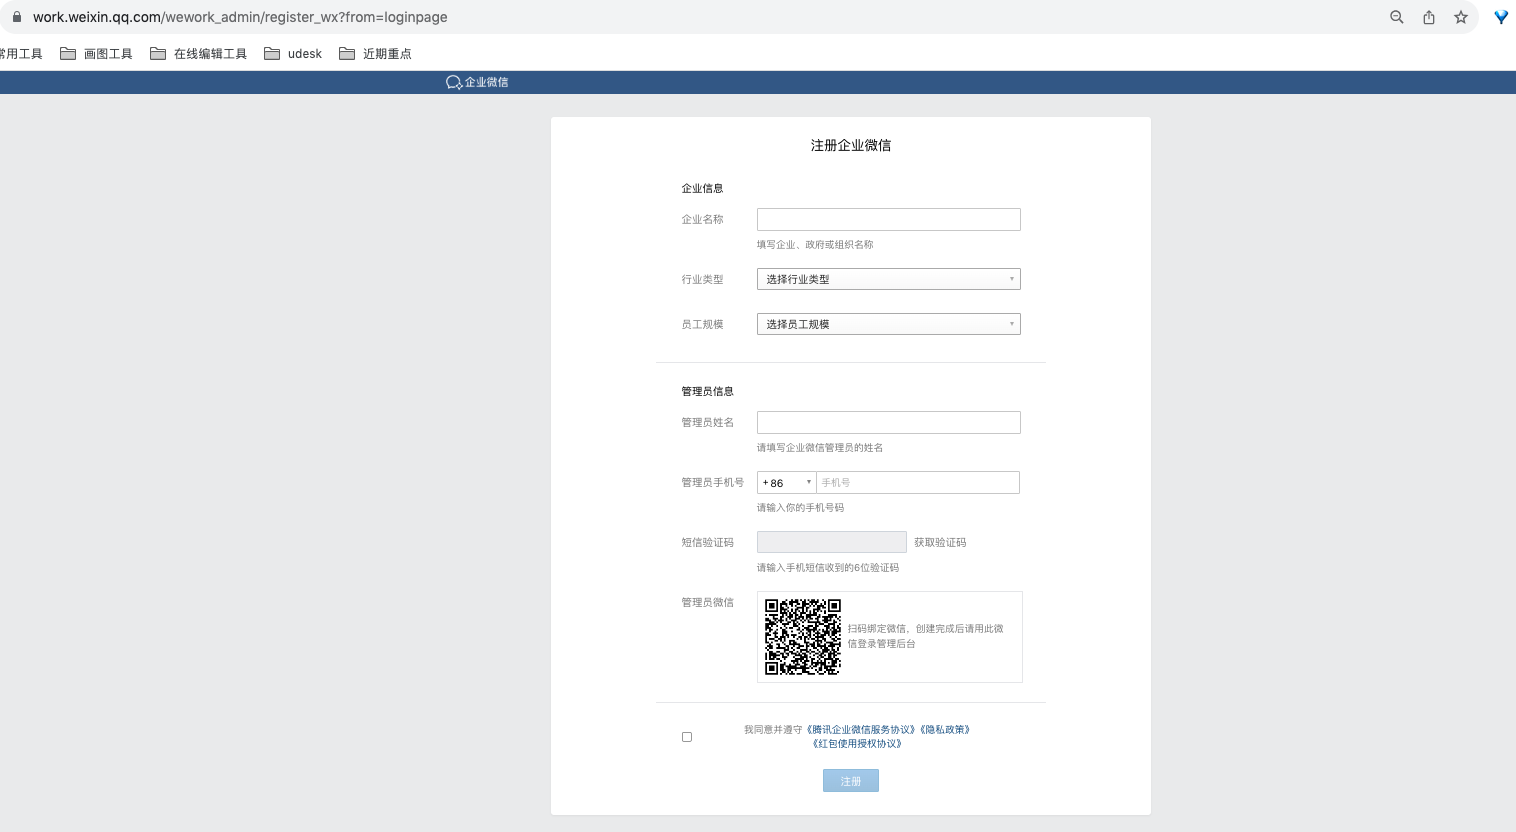 work.weixin.qq.com/wework_admin/register_wx?from=loginpage
常用工具 画图工具 在线编辑工具 udesk 近期重点
企业微信
注册企业微信
企业信息
企业名称
填写企业、政府或组织名称
行业类型 选择行业类型
员工规模 选择员工规模
管理员信息
管理员姓名
请填写企业微信管理员的姓名
管理员手机号 +86 手机号
请输入你的手机号码
短信验证码 获取验证码
请输入手机短信收到的6位验证码
管理员微信
扫码绑定微信，创建完成后请用此微
信登录管理后台
我同意并遵守《腾讯企业微信服务协议》《隐私政策》
《红包使用授权协议》
注册